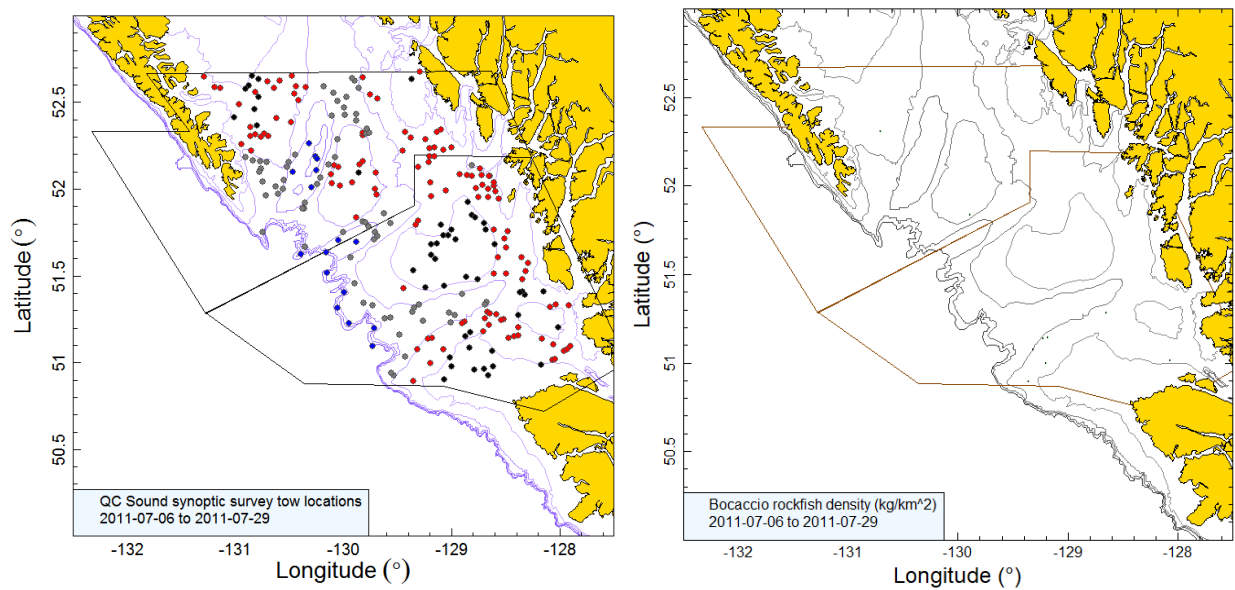 52.5
52
51.5
51
50.5
Latitude (°)
QC Sound synoptic survey tow locations
2011-07-06 to 2011-07-29
-132
-131
-130
-129
-128
Longitude (°)
52.5
52
51.5
51
50.5
Latitude (°)
Bocaccio rockfish density (kg/km^2)
2011-07-06 to 2011-07-29
-132
-131
-130
-129
-128
Longitude (°)